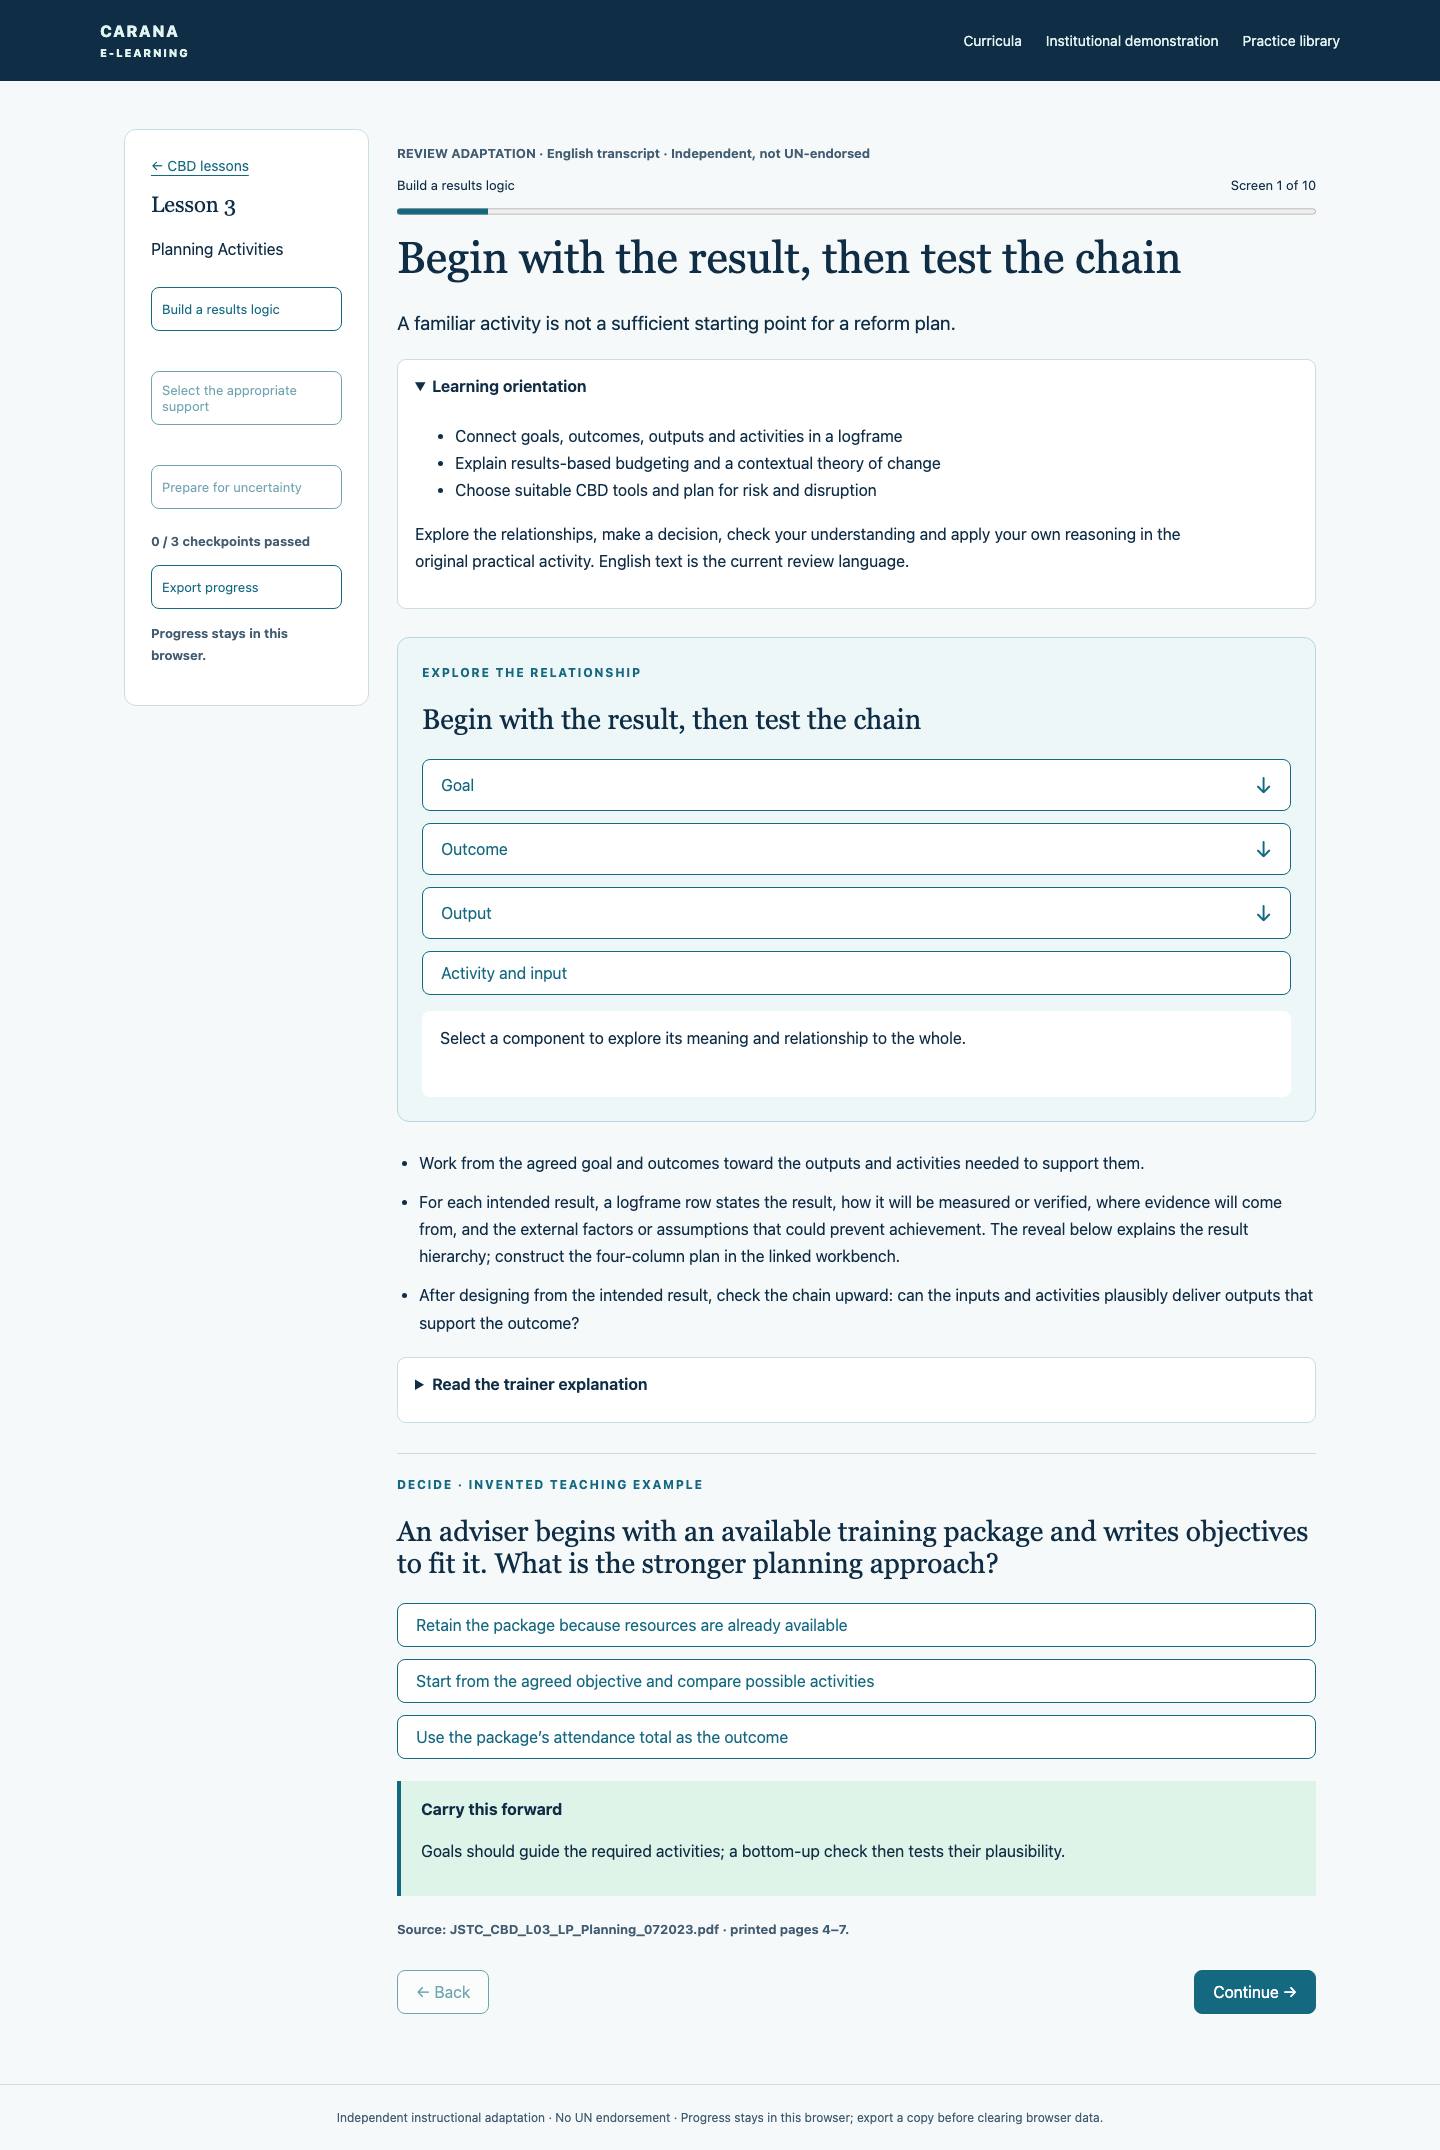 CARANA
E-LEARNING
Curricula
Institutional demonstration
Practice library
← CBD lessons
Lesson 3
Planning Activities
Build a results logic
Select the appropriate
support
Prepare for uncertainty
0 / 3 checkpoints passed
Export progress
Progress stays in this
browser.
REVIEW ADAPTATION · English transcript · Independent, not UN-endorsed
Build a results logic
Screen 1 of 10
Begin with the result, then test the chain
A familiar activity is not a sufficient starting point for a reform plan.
▼ Learning orientation
• Connect goals, outcomes, outputs and activities in a logframe
• Explain results-based budgeting and a contextual theory of change
• Choose suitable CBD tools and plan for risk and disruption
Explore the relationships, make a decision, check your understanding and apply your own reasoning in the
original practical activity. English text is the current review language.
EXPLORE THE RELATIONSHIP
Begin with the result, then test the chain
Goal ↓
Outcome ↓
Output ↓
Activity and input
Select a component to explore its meaning and relationship to the whole.
• Work from the agreed goal and outcomes toward the outputs and activities needed to support them.
• For each intended result, a logframe row states the result, how it will be measured or verified, where evidence will come
from, and the external factors or assumptions that could prevent achievement. The reveal below explains the result
hierarchy; construct the four-column plan in the linked workbench.
• After designing from the intended result, check the chain upward: can the inputs and activities plausibly deliver outputs that
support the outcome?
▶ Read the trainer explanation
DECIDE · INVENTED TEACHING EXAMPLE
An adviser begins with an available training package and writes objectives
to fit it. What is the stronger planning approach?
Retain the package because resources are already available
Start from the agreed objective and compare possible activities
Use the package’s attendance total as the outcome
Carry this forward
Goals should guide the required activities; a bottom-up check then tests their plausibility.
Source: JSTC_CBD_L03_LP_Planning_072023.pdf · printed pages 4–7.
← Back
Continue →
Independent instructional adaptation · No UN endorsement · Progress stays in this browser; export a copy before clearing browser data.